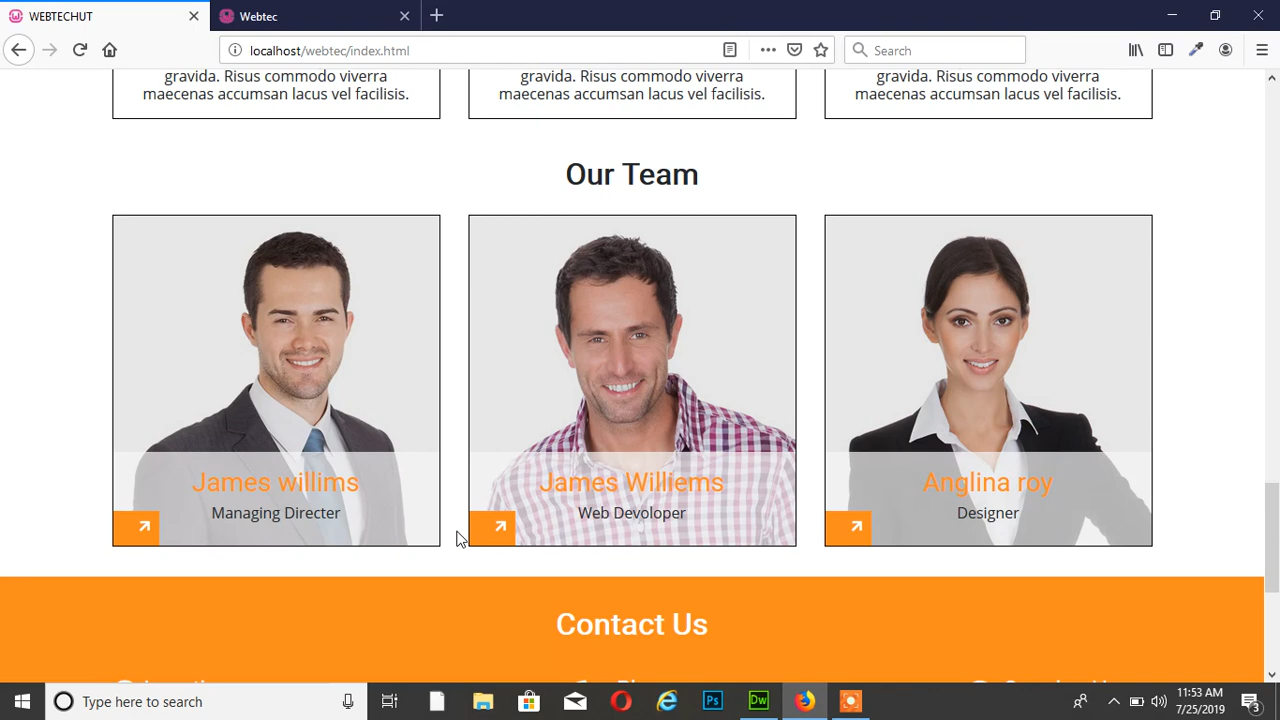 WEBTECHUT
Webtec
localhost/webtec/index.html
Search
gravida. Risus commodo viverra
maecenas accumsan lacus vel facilisis.
gravida. Risus commodo viverra
maecenas accumsan lacus vel facilisis.
gravida. Risus commodo viverra
maecenas accumsan lacus vel facilisis.
Our Team
James willims
Managing Directer
James Williems
Web Devoloper
Anglina roy
Designer
Contact Us
Type here to search
Ps
Dw
11:53 AM
7/25/2019
3